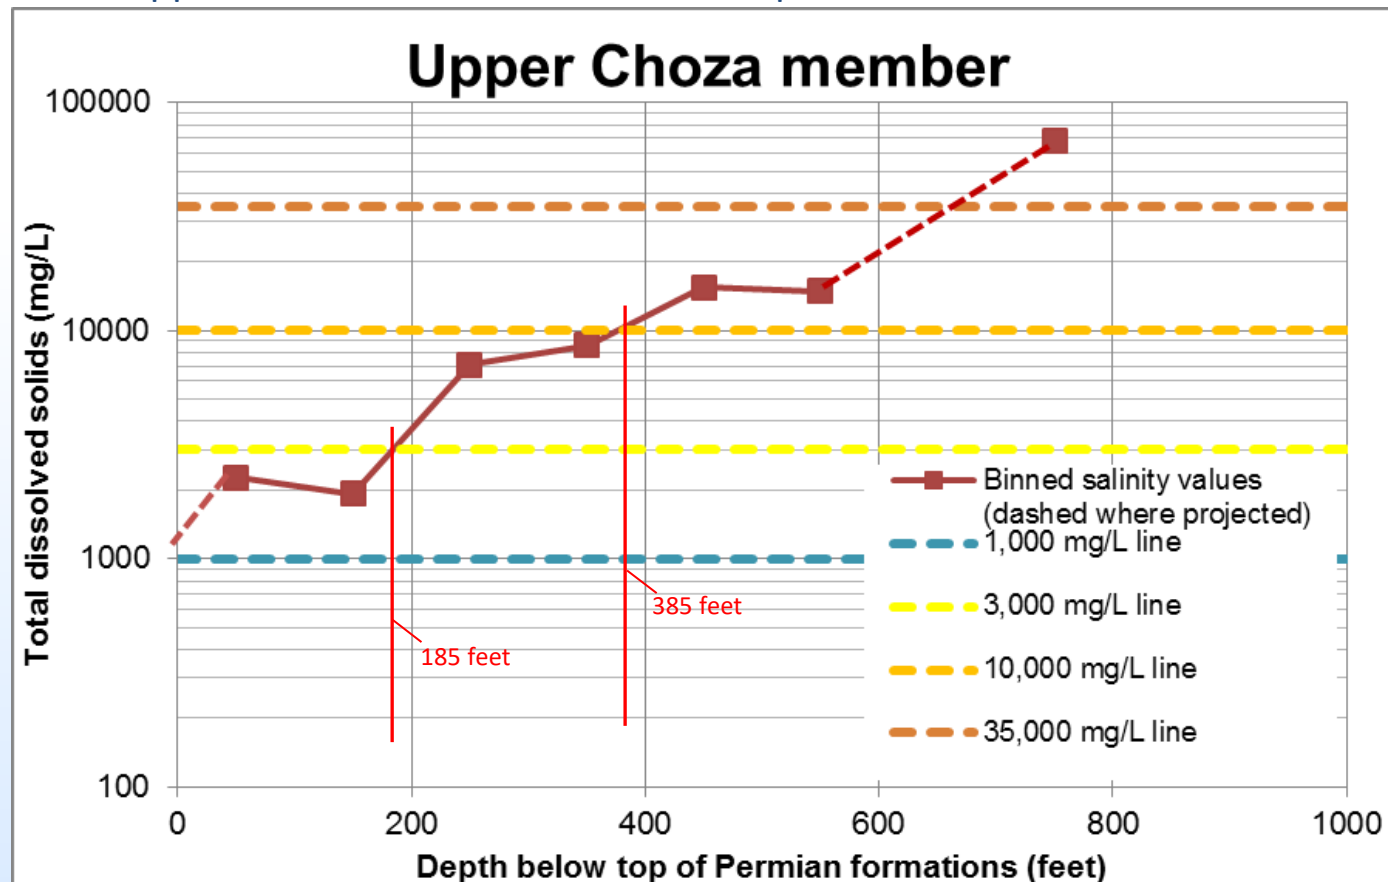 Upper Choza member
100000
10000
1000
100
0
200
400
600
800
1000
Total dissolved solids (mg/L)
Depth below top of Permian formations (feet)
185 feet
385 feet
Binned salinity values
(dashed where projected)
1,000 mg/L line
3,000 mg/L line
10,000 mg/L line
35,000 mg/L line